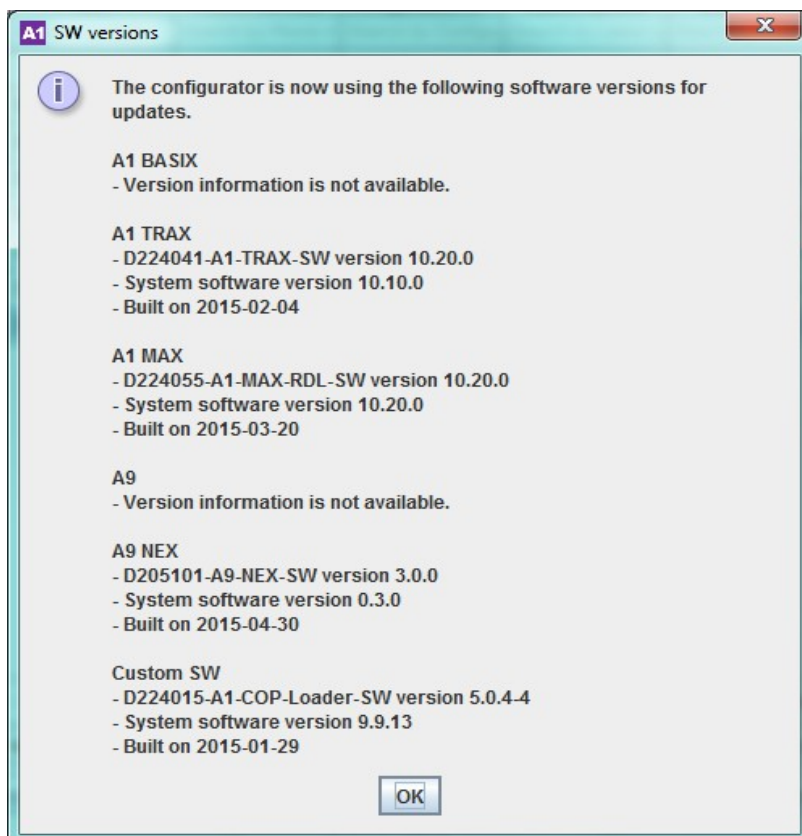 A1 SW versions
The configurator is now using the following software versions for
updates.
A1 BASIX
- Version information is not available.
A1 TRAX
- D224041-A1-TRAX-SW version 10.20.0
- System software version 10.10.0
- Built on 2015-02-04
A1 MAX
- D224055-A1-MAX-RDL-SW version 10.20.0
- System software version 10.20.0
- Built on 2015-03-20
A9
- Version information is not available.
A9 NEX
- D205101-A9-NEX-SW version 3.0.0
- System software version 0.3.0
- Built on 2015-04-30
Custom SW
- D224015-A1-COP-Loader-SW version 5.0.4-4
- System software version 9.9.13
- Built on 2015-01-29
OK